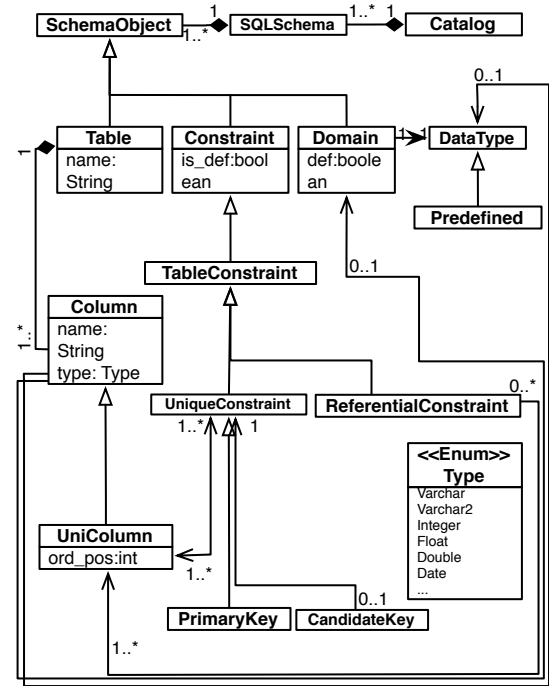 SchemaObject
1
1..*
SQLSchema
1..*
1
Catalog
0..1
Table
name:
String
Constraint
is_def:bool
ean
Domain
def:boole
an
1
1
DataType
1
Predefined
TableConstraint
0..1
Column
name:
String
type: Type
1..*
UniqueConstraint
ReferentialConstraint
0..*
1..*
1
<<Enum>>
Type
Varchar
Varchar2
Integer
Float
Double
Date
...
UniColumn
ord_pos:int
1..*
0..1
PrimaryKey
CandidateKey
1..*